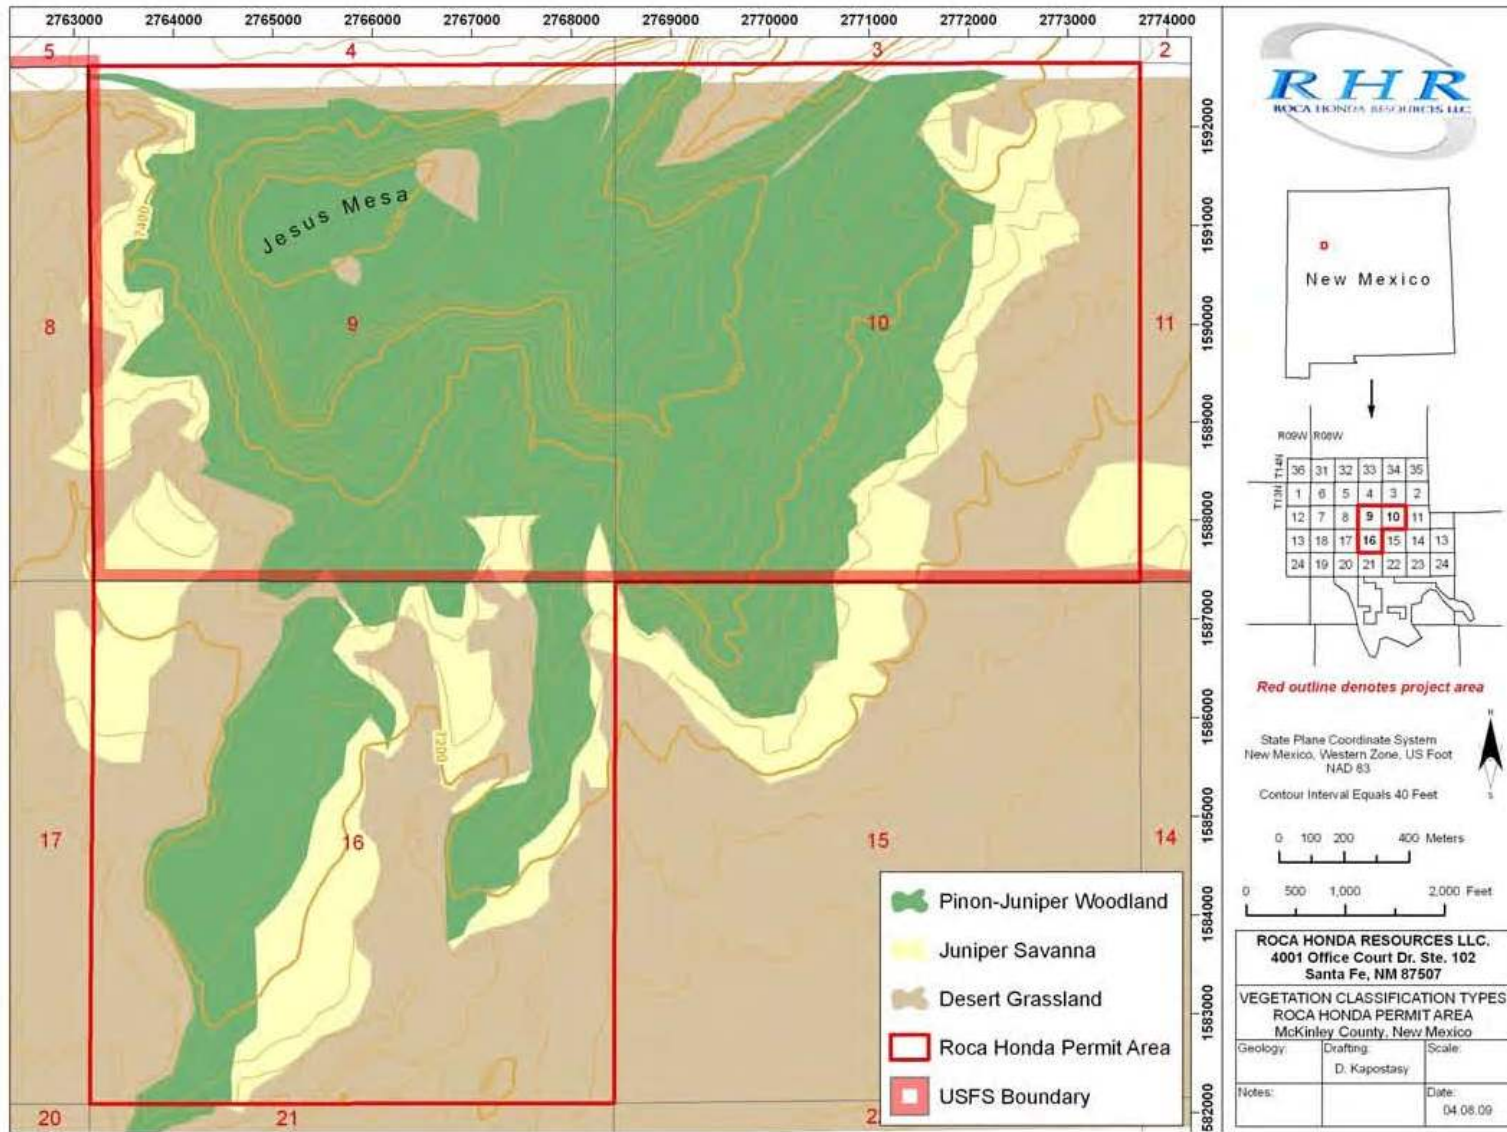 2763000 2764000 2765000 2766000 2767000 2768000 2769000 2770000 2771000 2772000 2773000 2774000
5 4 3 2
1592000
1591000
1590000
1589000
1588000
1587000
1586000
1585000
1584000
1583000
582000
7400
Jesus Mesa
8 9 10 11
7200
17 16 15 14
20 21
Pinon-Juniper Woodland
Juniper Savanna
Desert Grassland
Roca Honda Permit Area
USFS Boundary
RHR
ROCA HONDA RESOURCES LLC
D
New Mexico
R09W R08W
T14N
T13N
36 31 32 33 34 35
1 6 5 4 3 2
12 7 8 9 10 11
13 18 17 16 15 14 13
24 19 20 21 22 23 24
Red outline denotes project area
State Plane Coordinate System
New Mexico, Western Zone, US Foot
NAD 83
Contour Interval Equals 40 Feet
N
S
0 100 200 400 Meters
0 500 1,000 2,000 Feet
ROCA HONDA RESOURCES LLC.
4001 Office Court Dr. Ste. 102
Santa Fe, NM 87507
VEGETATION CLASSIFICATION TYPES
ROCA HONDA PERMIT AREA
McKinley County, New Mexico
Geology: Drafting: Scale:
D. Kapostasy
Notes: Date:
04.08.09